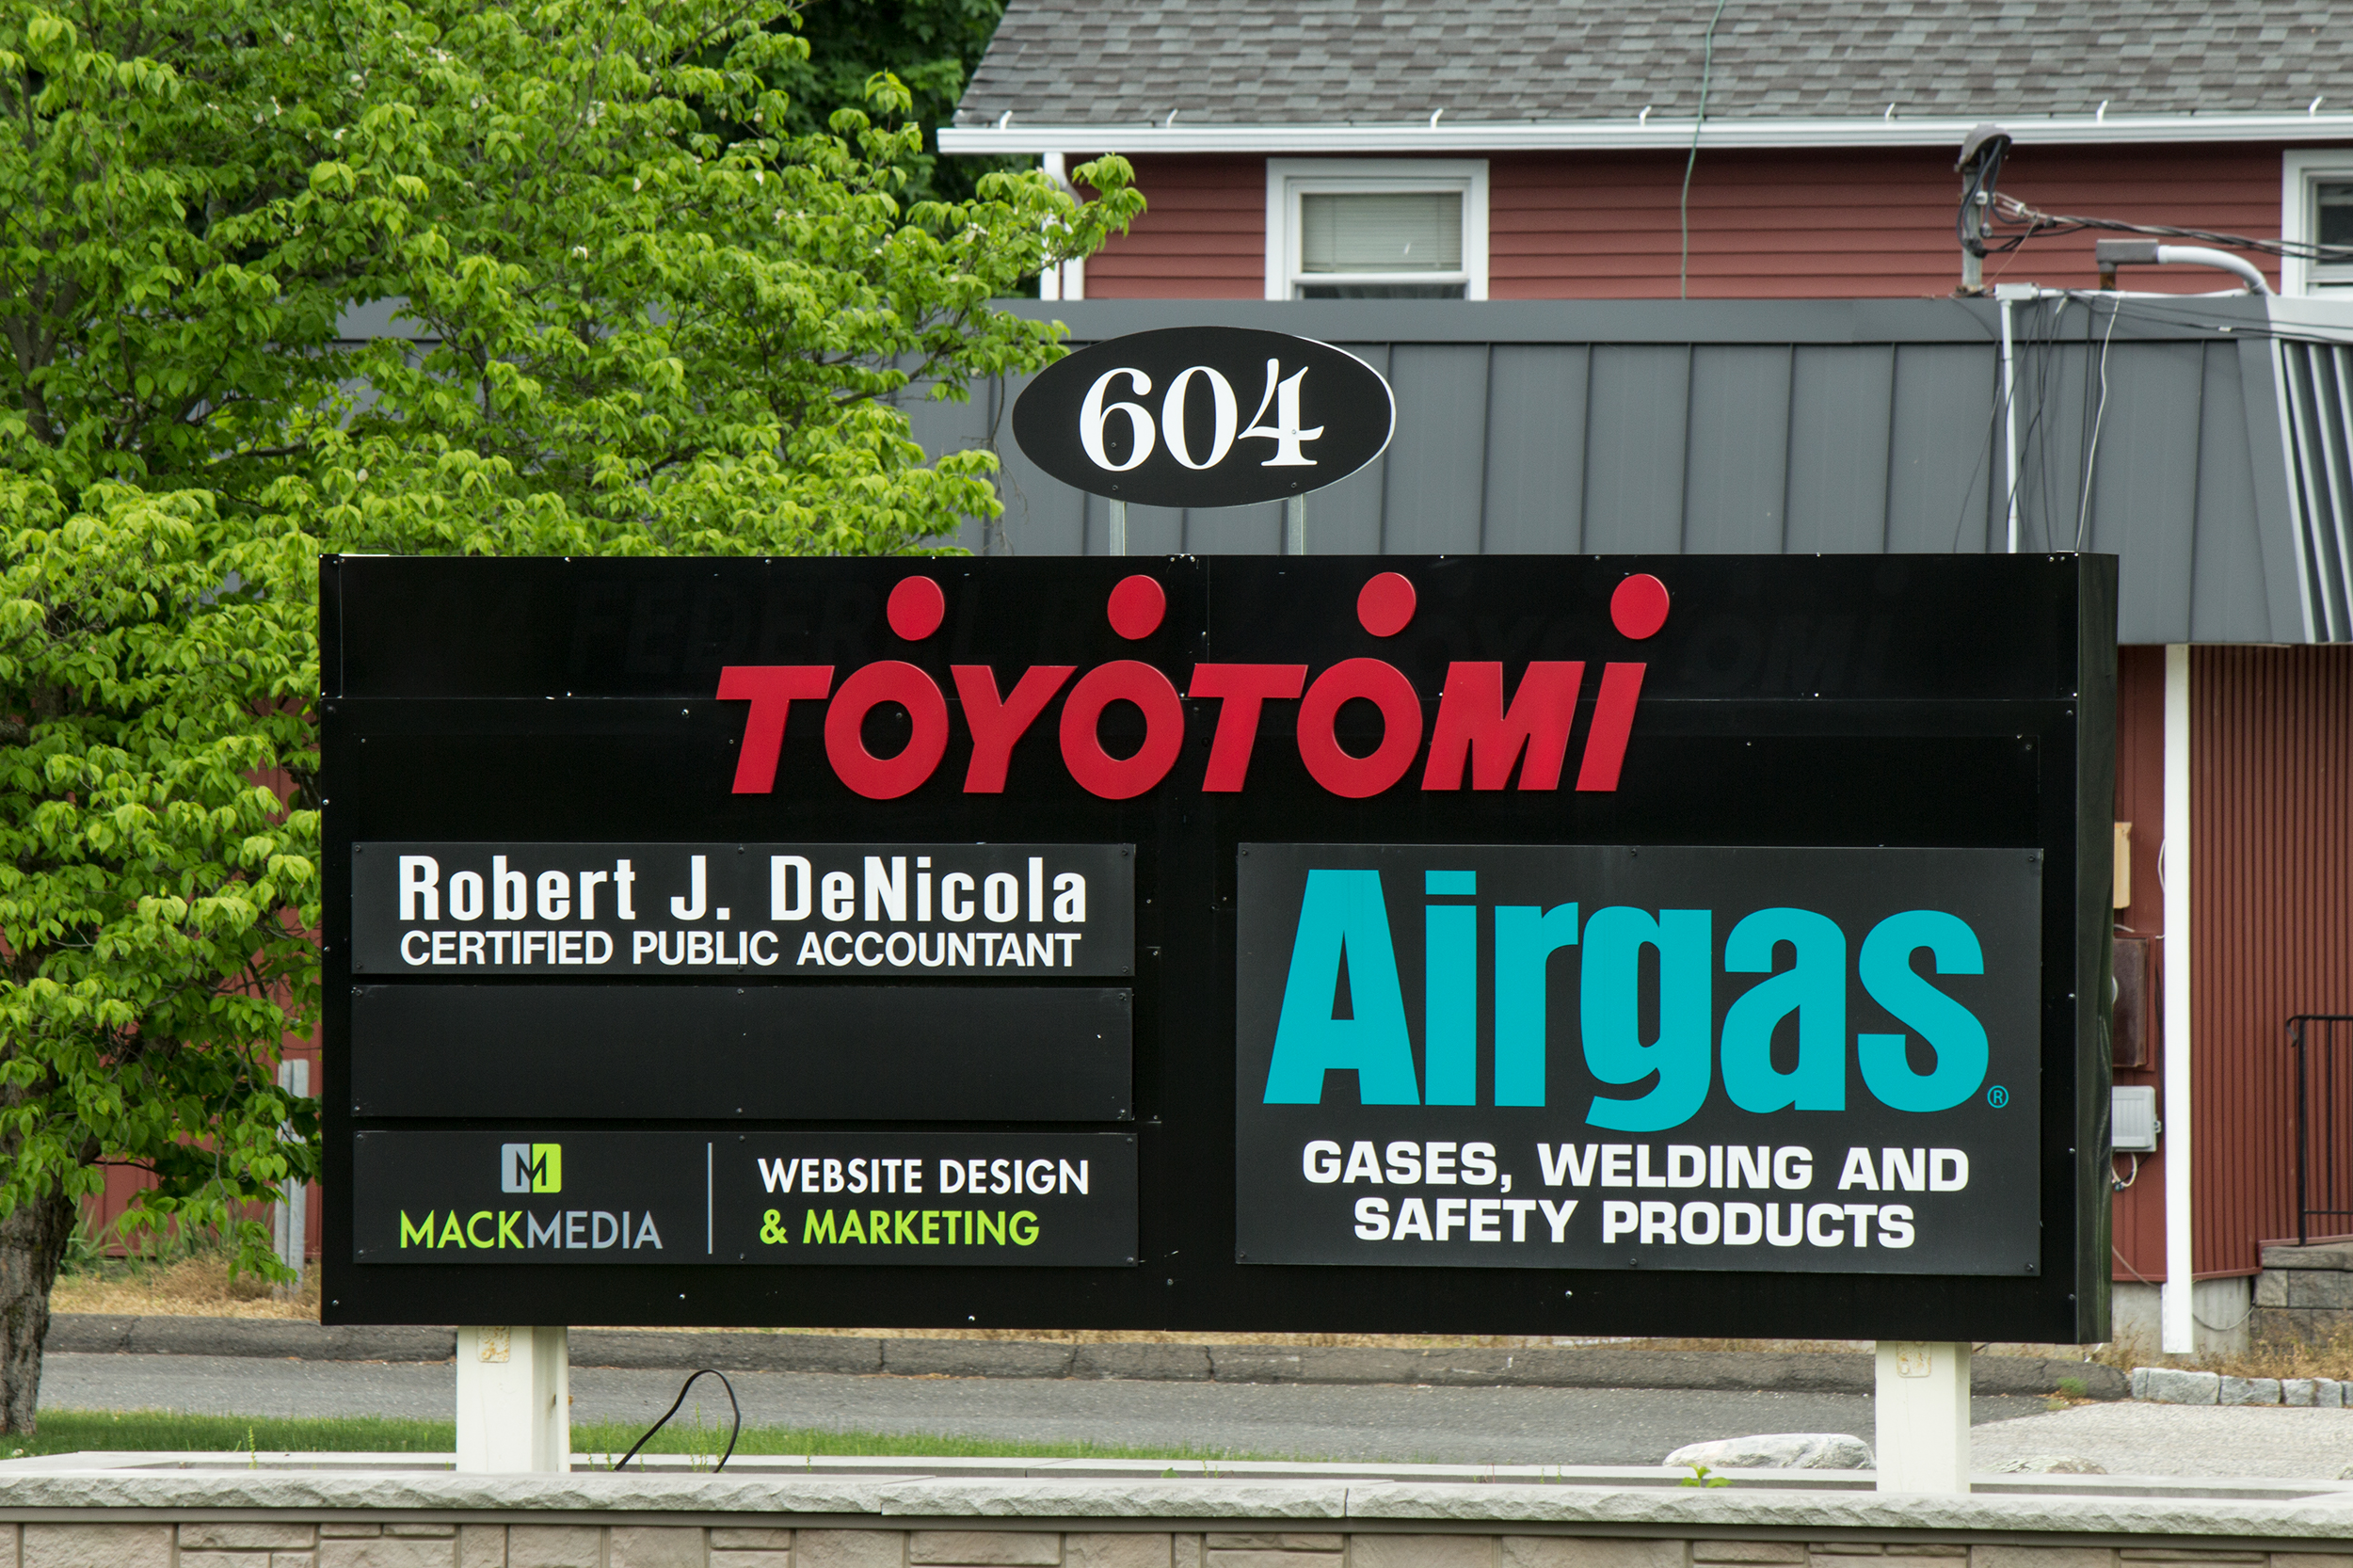 604
TOYOTOMI
Robert J. DeNicola
CERTIFIED PUBLIC ACCOUNTANT
M
MACKMEDIA
WEBSITE DESIGN
& MARKETING
Airgas®
GASES, WELDING AND
SAFETY PRODUCTS